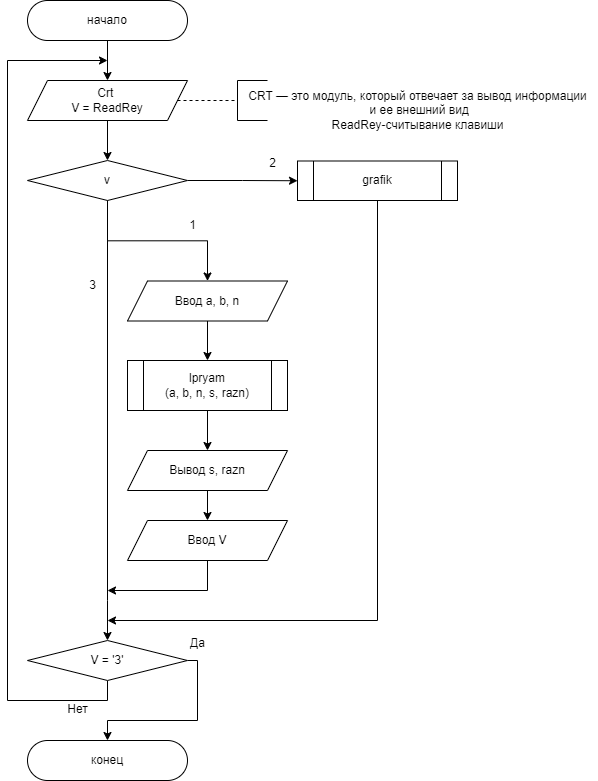 начало
Crt
V = ReadRey
CRT — это модуль, который отвечает за вывод информации
и ее внешний вид
ReadRey-считывание клавиши
v
2
grafik
1
3
Ввод a, b, n
lpryam
(a, b, n, s, razn)
Вывод s, razn
Ввод V
V = '3'
Да
Нет
конец